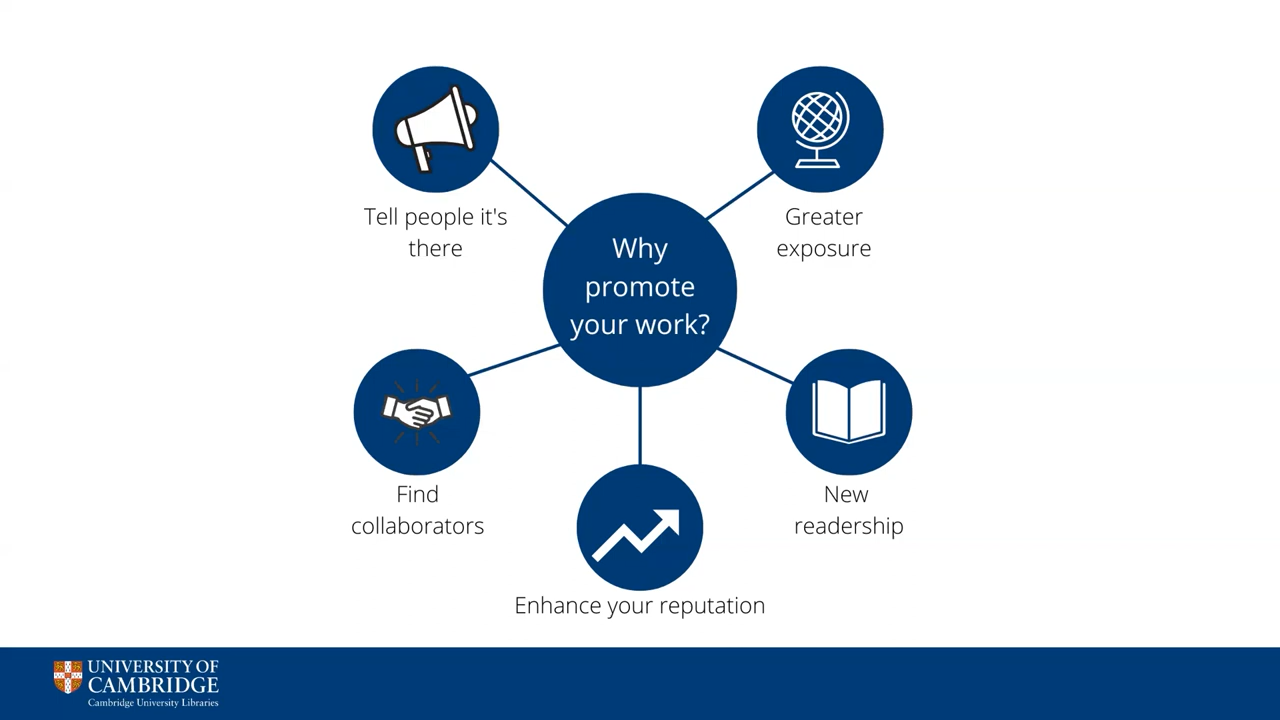 Tell people it's
there
Greater
exposure
Why
promote
your work?
Find
collaborators
New
readership
Enhance your reputation
UNIVERSITY OF
CAMBRIDGE
Cambridge University Libraries